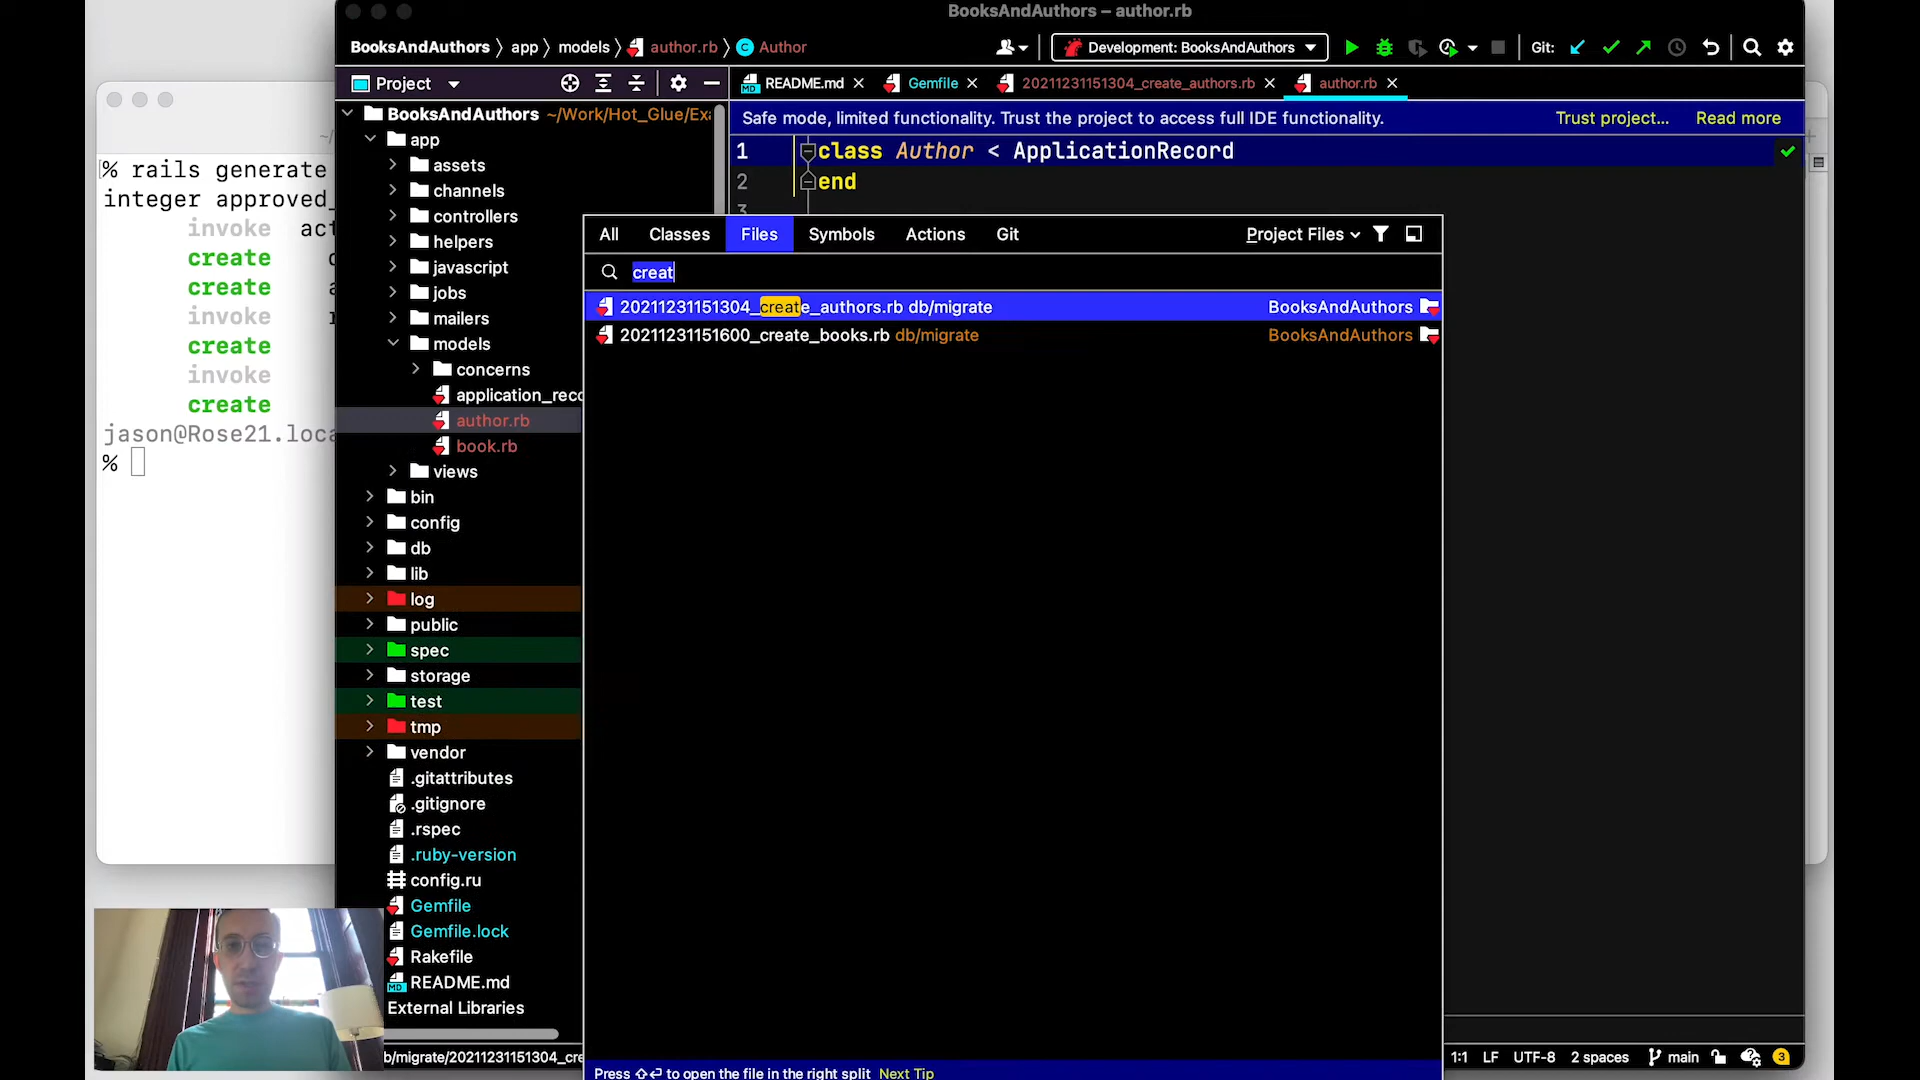 BooksAndAuthors – author.rb
BooksAndAuthors
app
models
author.rb
Author
Development: BooksAndAuthors
Git:
Project
README.md
Gemfile
20211231151304_create_authors.rb
author.rb
BooksAndAuthors ~/Work/Hot_Glue/Exa
Safe mode, limited functionality. Trust the project to access full IDE functionality.
Trust project...
Read more
1 class Author < ApplicationRecord
2 end
3
% rails generate
integer approved_
invoke act
create
create
invoke
create
invoke
create
jason@Rose21.loca
%
app
assets
channels
controllers
helpers
javascript
jobs
mailers
models
concerns
application_reco
author.rb
book.rb
views
bin
config
db
lib
log
public
spec
storage
test
tmp
vendor
.gitattributes
.gitignore
.rspec
.ruby-version
config.ru
Gemfile
Gemfile.lock
Rakefile
MD README.md
External Libraries
All Classes Files Symbols Actions Git
Project Files
creat
20211231151304_create_authors.rb db/migrate BooksAndAuthors
20211231151600_create_books.rb db/migrate BooksAndAuthors
Press ⇧⏎ to open the file in the right split Next Tip
b/migrate/20211231151304_cre
1:1 LF UTF-8 2 spaces main 3